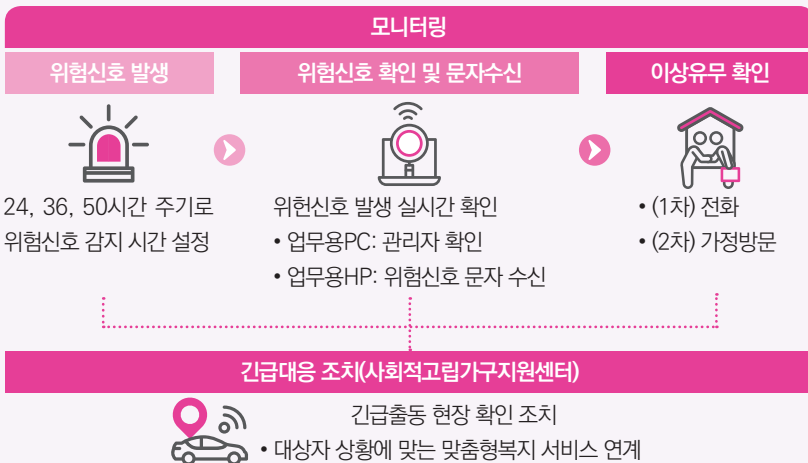 모니터링
위험신호 발생
위험신호 확인 및 문자수신
이상유무 확인
24, 36, 50시간 주기로
위험신호 감지 시간 설정
위헌신호 발생 실시간 확인
• 업무용PC: 관리자 확인
• 업무용HP: 위험신호 문자 수신
• (1차) 전화
• (2차) 가정방문
긴급대응 조치(사회적고립가구지원센터)
긴급출동 현장 확인 조치
• 대상자 상황에 맞는 맞춤형복지 서비스 연계